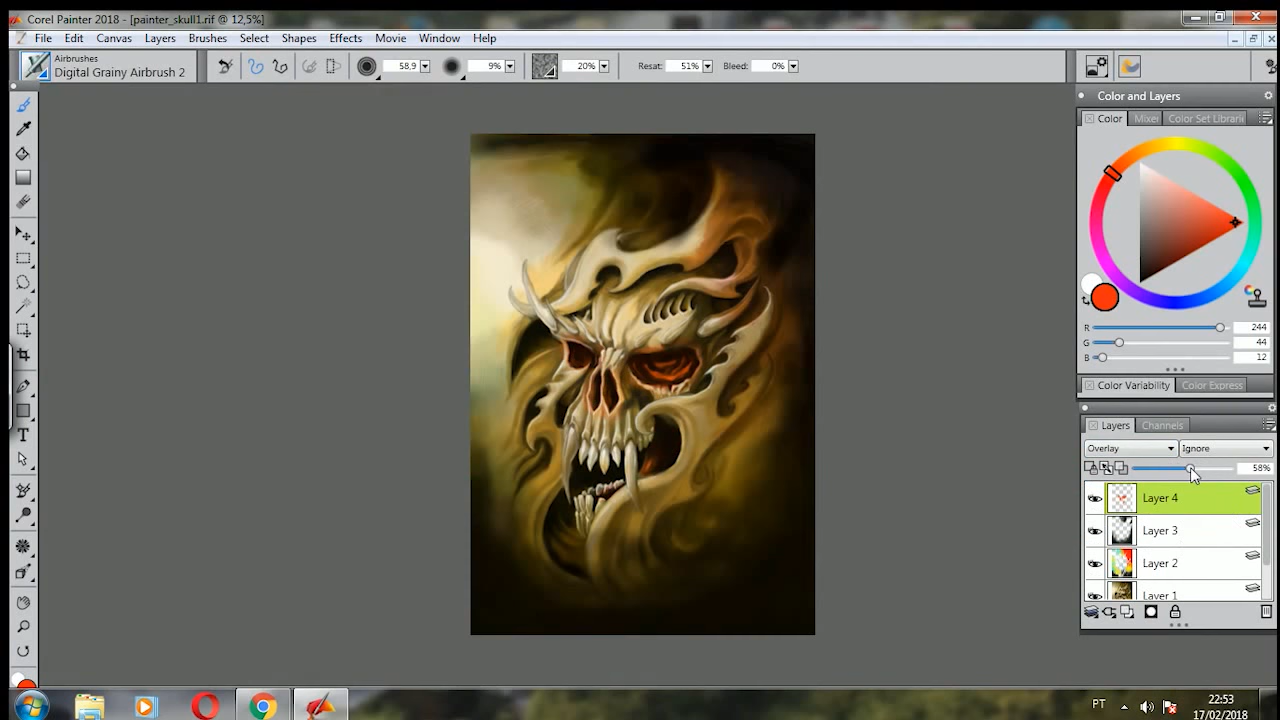 Corel Painter 2018 - [painter_skull1.rif @ 12,5%]
File Edit Canvas Layers Brushes Select Shapes Effects Movie Window Help
Airbrushes
Digital Grainy Airbrush 2
58,9 9% 20% Resat: 51% Bleed: 0%
Color and Layers
Color Mixer Color Set Librari
R 244
G 44
B 12
Color Variability Color Express
Layers Channels
Overlay Ignore
58%
Layer 4
Layer 3
Layer 2
Layer 1
T
PT
22:53
17/02/2018